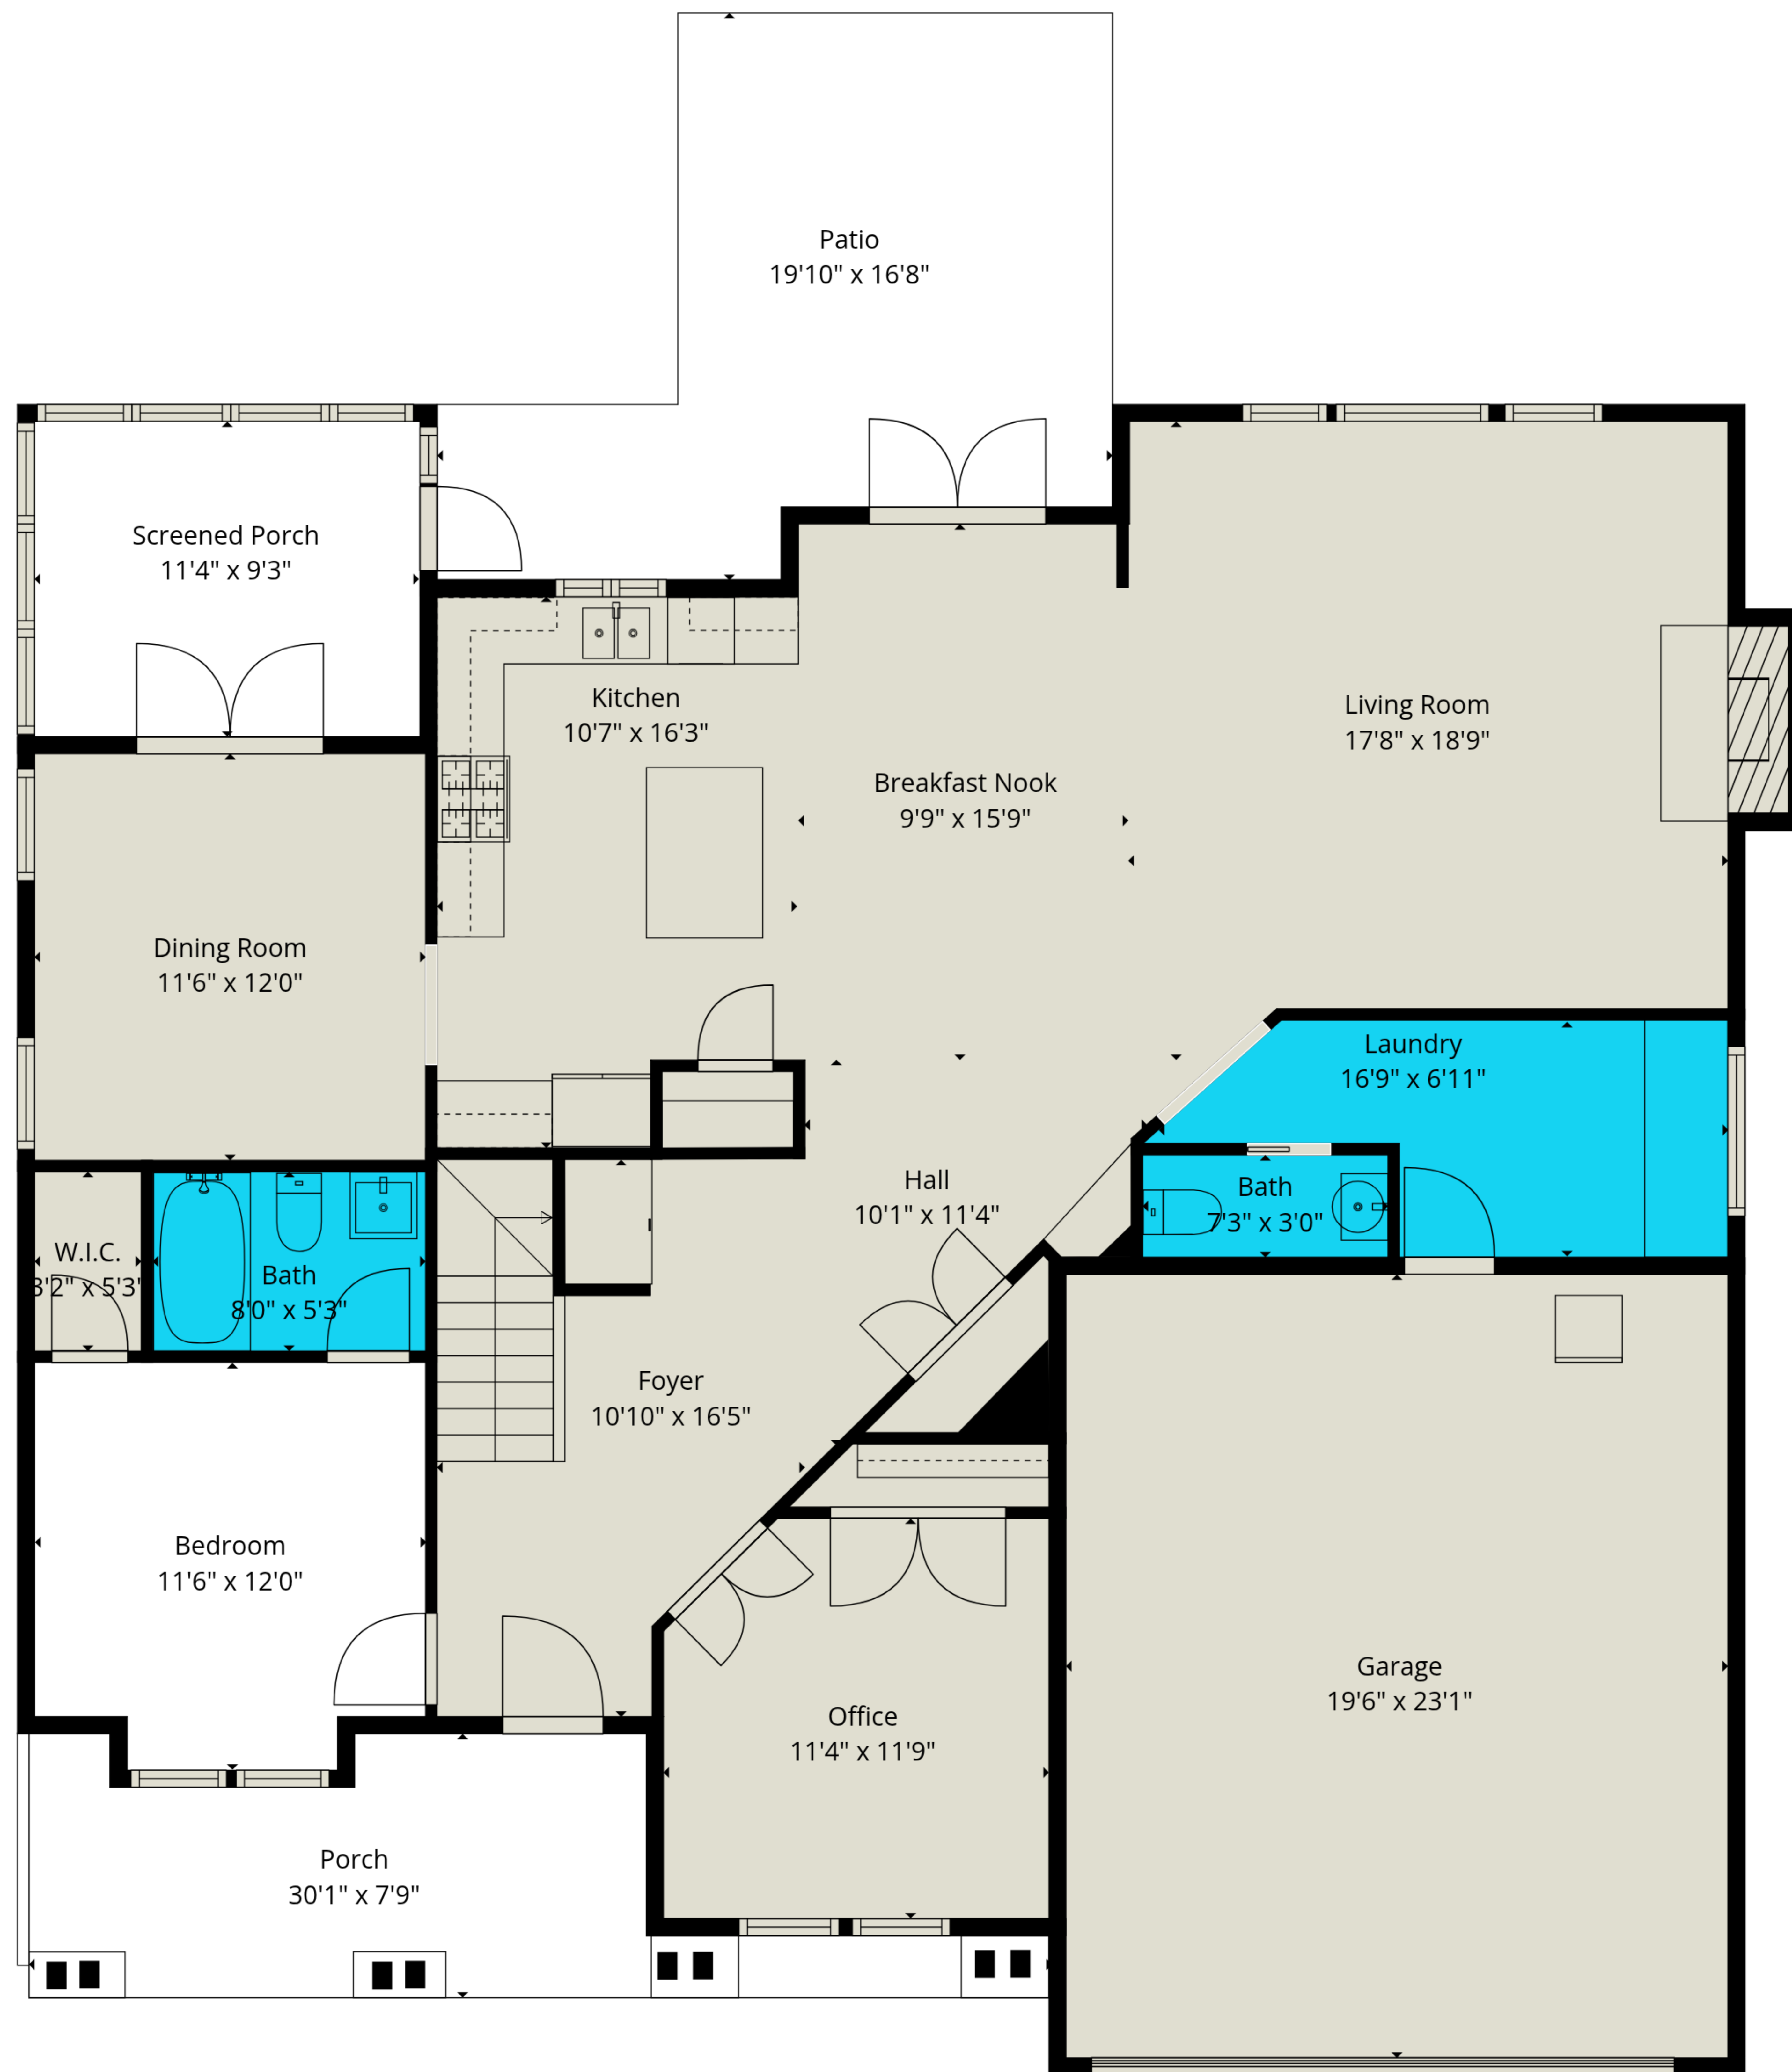 Patio
19'10" x 16'8"
Screened Porch
11'4" x 9'3"
Kitchen
10'7" x 16'3"
Living Room
17'8" x 18'9"
Breakfast Nook
9'9" x 15'9"
Dining Room
11'6" x 12'0"
Laundry
16'9" x 6'11"
Hall
10'1" x 11'4"
Bath
7'3" x 3'0"
W.I.C.
3'2" x 5'3"
Bath
8'0" x 5'3"
Foyer
10'10" x 16'5"
Bedroom
11'6" x 12'0"
Garage
19'6" x 23'1"
Office
11'4" x 11'9"
Porch
30'1" x 7'9"